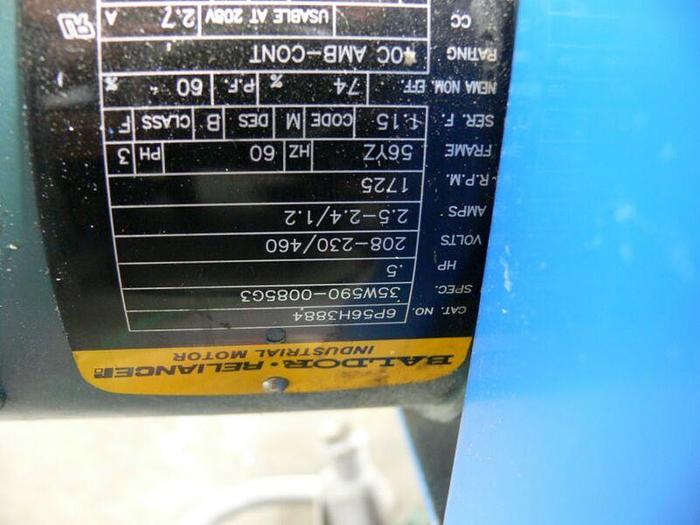 BALDOR • RELIANCER
INDUSTRIAL MOTOR
CAT. NO. 6P56H3884
SPEC. 35W590-0085G3
HP .5
VOLTS 208-230/460
AMPS 2.5-2.4/1.2
R.P.M. 1725
FRAME 56YZ HZ 60 PH 3
SER. F. 1.15 CODE M DES B CLASS F
NEMA NOM. EFF. 74 % P.F. 60 %
RATING 40C AMB-CONT
CC USABLE AT 208V 2.7 A